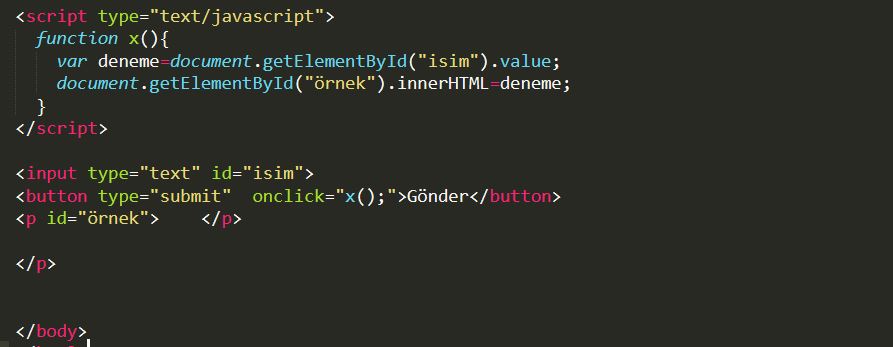 <script type="text/javascript">
function x(){
var deneme=document.getElementById("isim").value;
document.getElementById("örnek").innerHTML=deneme;
}
</script>
<input type="text" id="isim">
<button type="submit"  onclick="x();">Gönder</button>
<p id="örnek">    </p>
</p>
</body>